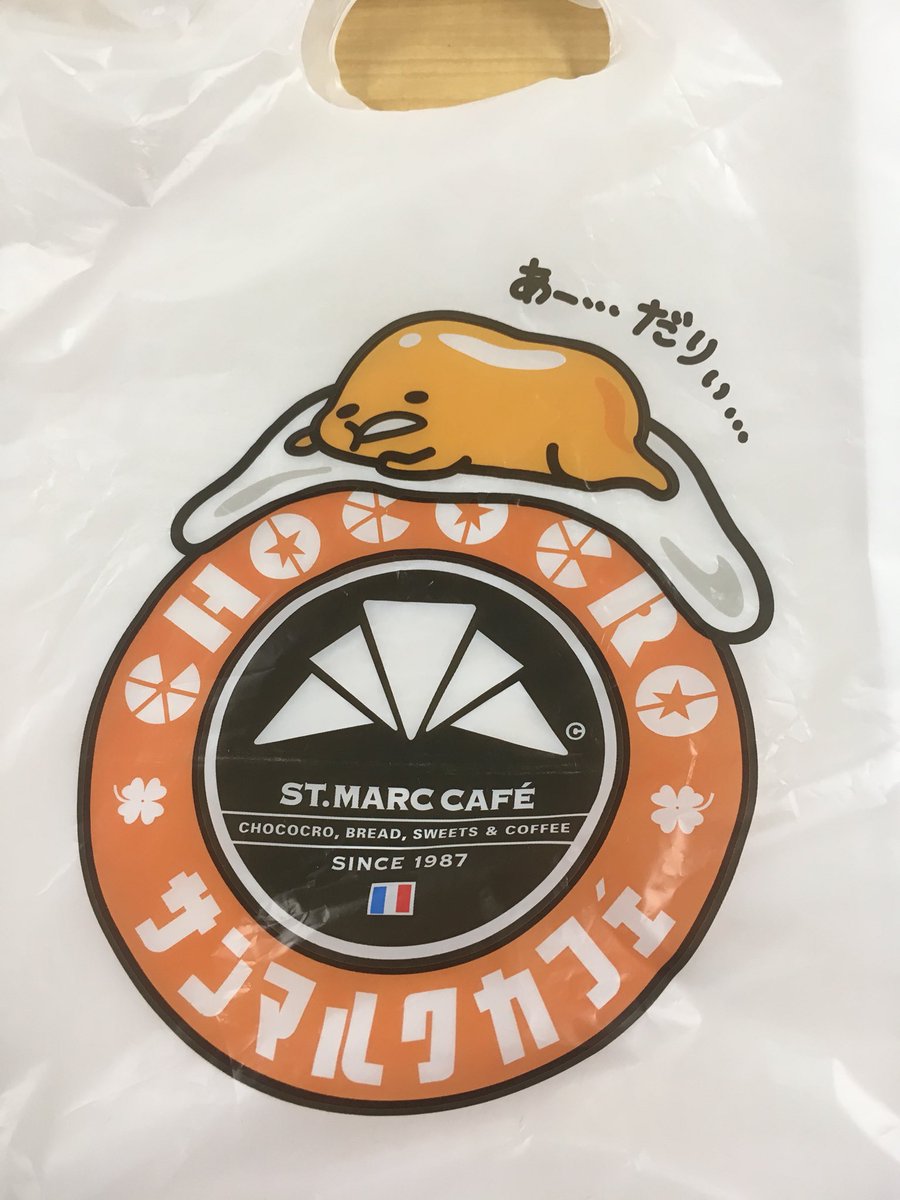 あー… だりぃ…
CHOCOCRO
©
ST.MARC CAFÉ
CHOCOCRO, BREAD, SWEETS & COFFEE
SINCE 1987
サンマルクカフェ